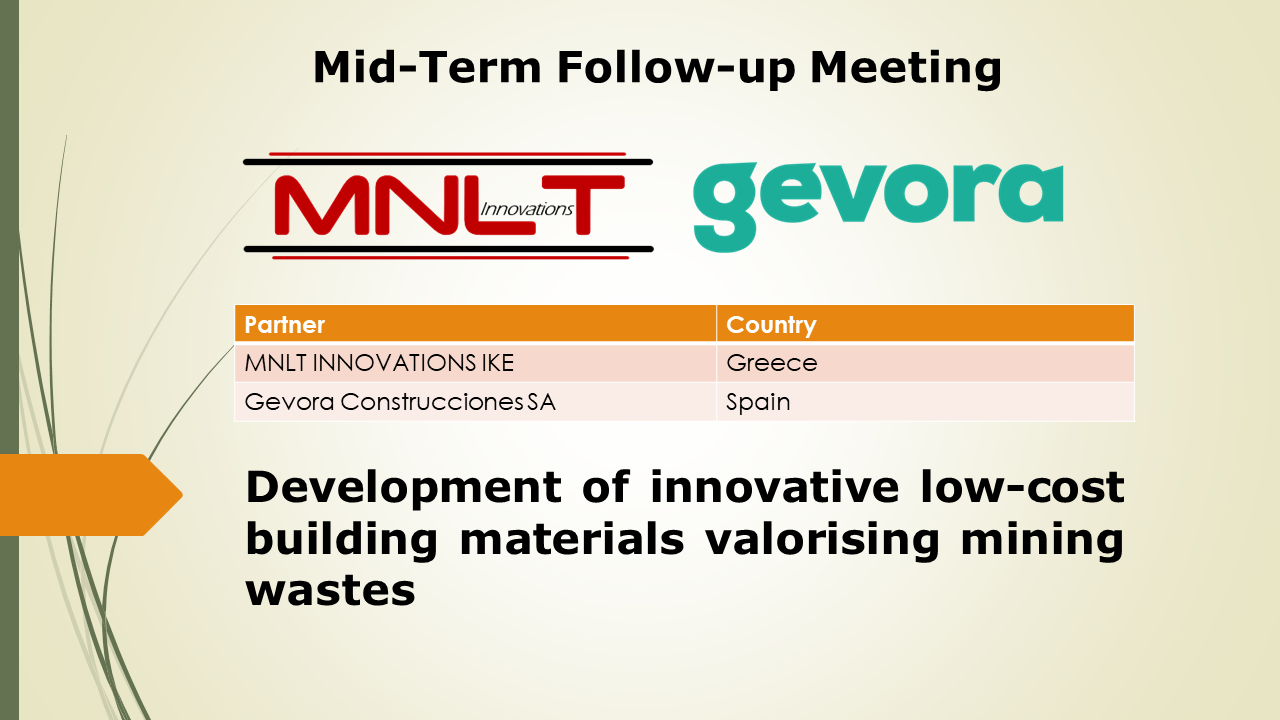 Mid-Term Follow-up Meeting
MNLT
Innovations
gevora
Partner Country
MNLT INNOVATIONS IKE Greece
Gevora Construcciones SA Spain
Development of innovative low-cost
building materials valorising mining
wastes